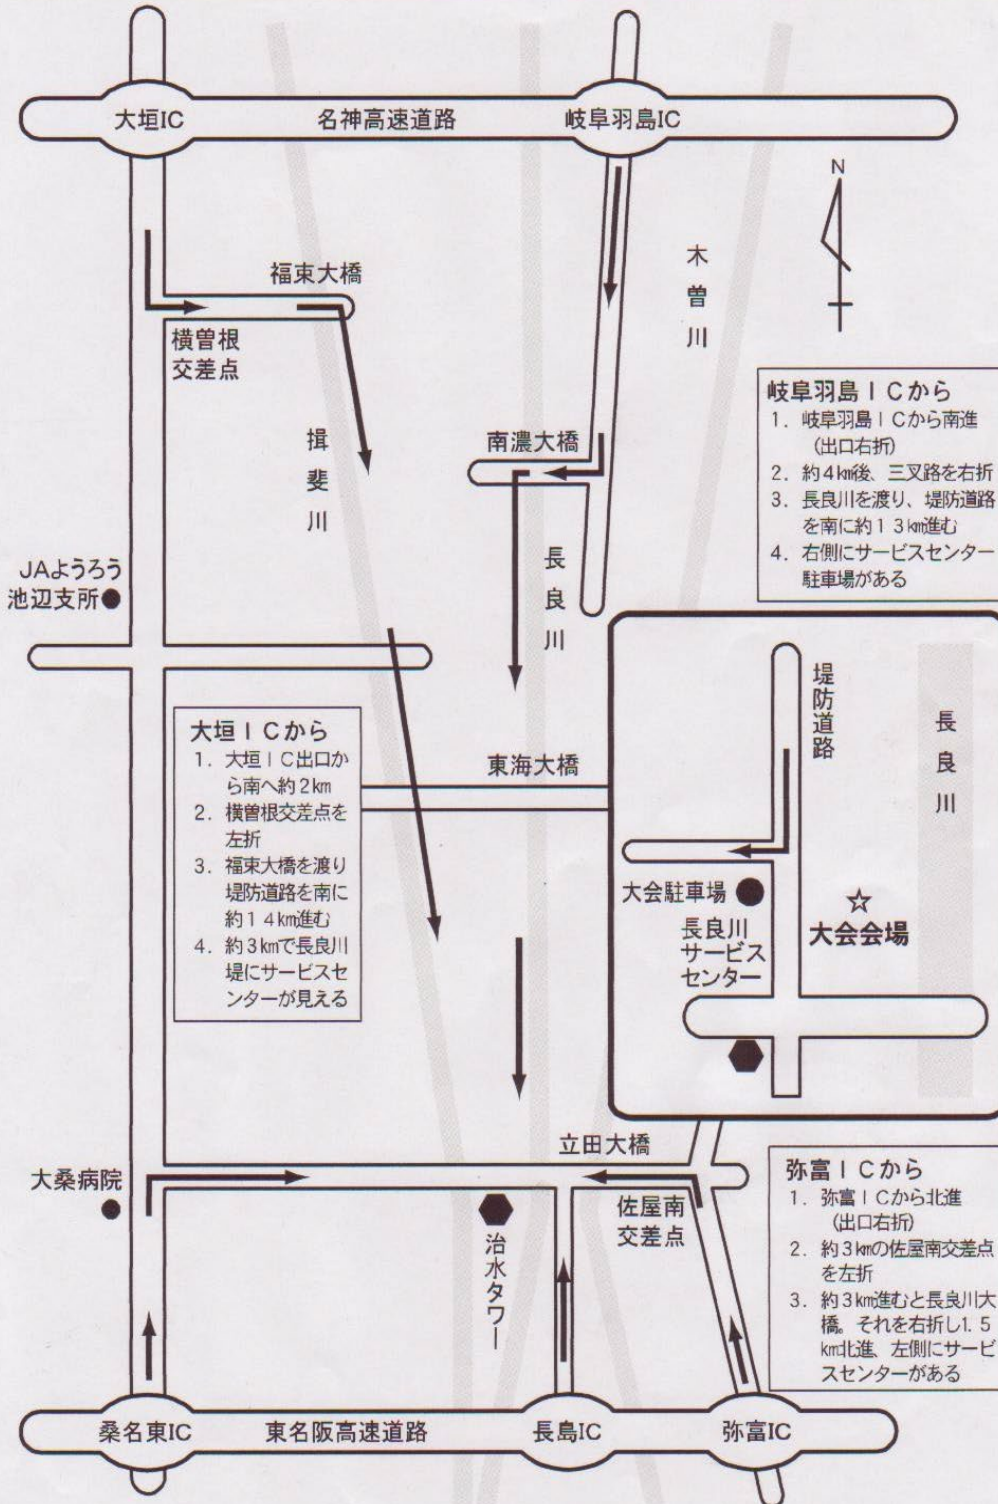 大垣IC
名神高速道路
岐阜羽島IC
N
木曽川
福束大橋
横曽根
交差点
揖斐川
南濃大橋
長良川
岐阜羽島ICから
1. 岐阜羽島ICから南進
(出口右折)
2. 約4km後、三叉路を右折
3. 長良川を渡り、堤防道路
を南に約13km進む
4. 右側にサービスセンター
駐車場がある
JAようろう
池辺支所
大垣ICから
1. 大垣IC出口か
ら南へ約2km
2. 横曽根交差点を
左折
3. 福束大橋を渡り
堤防道路を南に
約14km進む
4. 約3kmで長良川
堤にサービスセ
ンターが見える
東海大橋
堤防道路
長良川
大会駐車場
長良川
サービス
センター
☆
大会会場
大桑病院
立田大橋
佐屋南
交差点
治水タワー
弥富ICから
1. 弥富ICから北進
(出口右折)
2. 約3kmの佐屋南交差点
を左折
3. 約3km進むと長良川大
橋。それを右折し1.5
km北進、左側にサービ
スセンターがある
桑名東IC
東名阪高速道路
長島IC
弥富IC